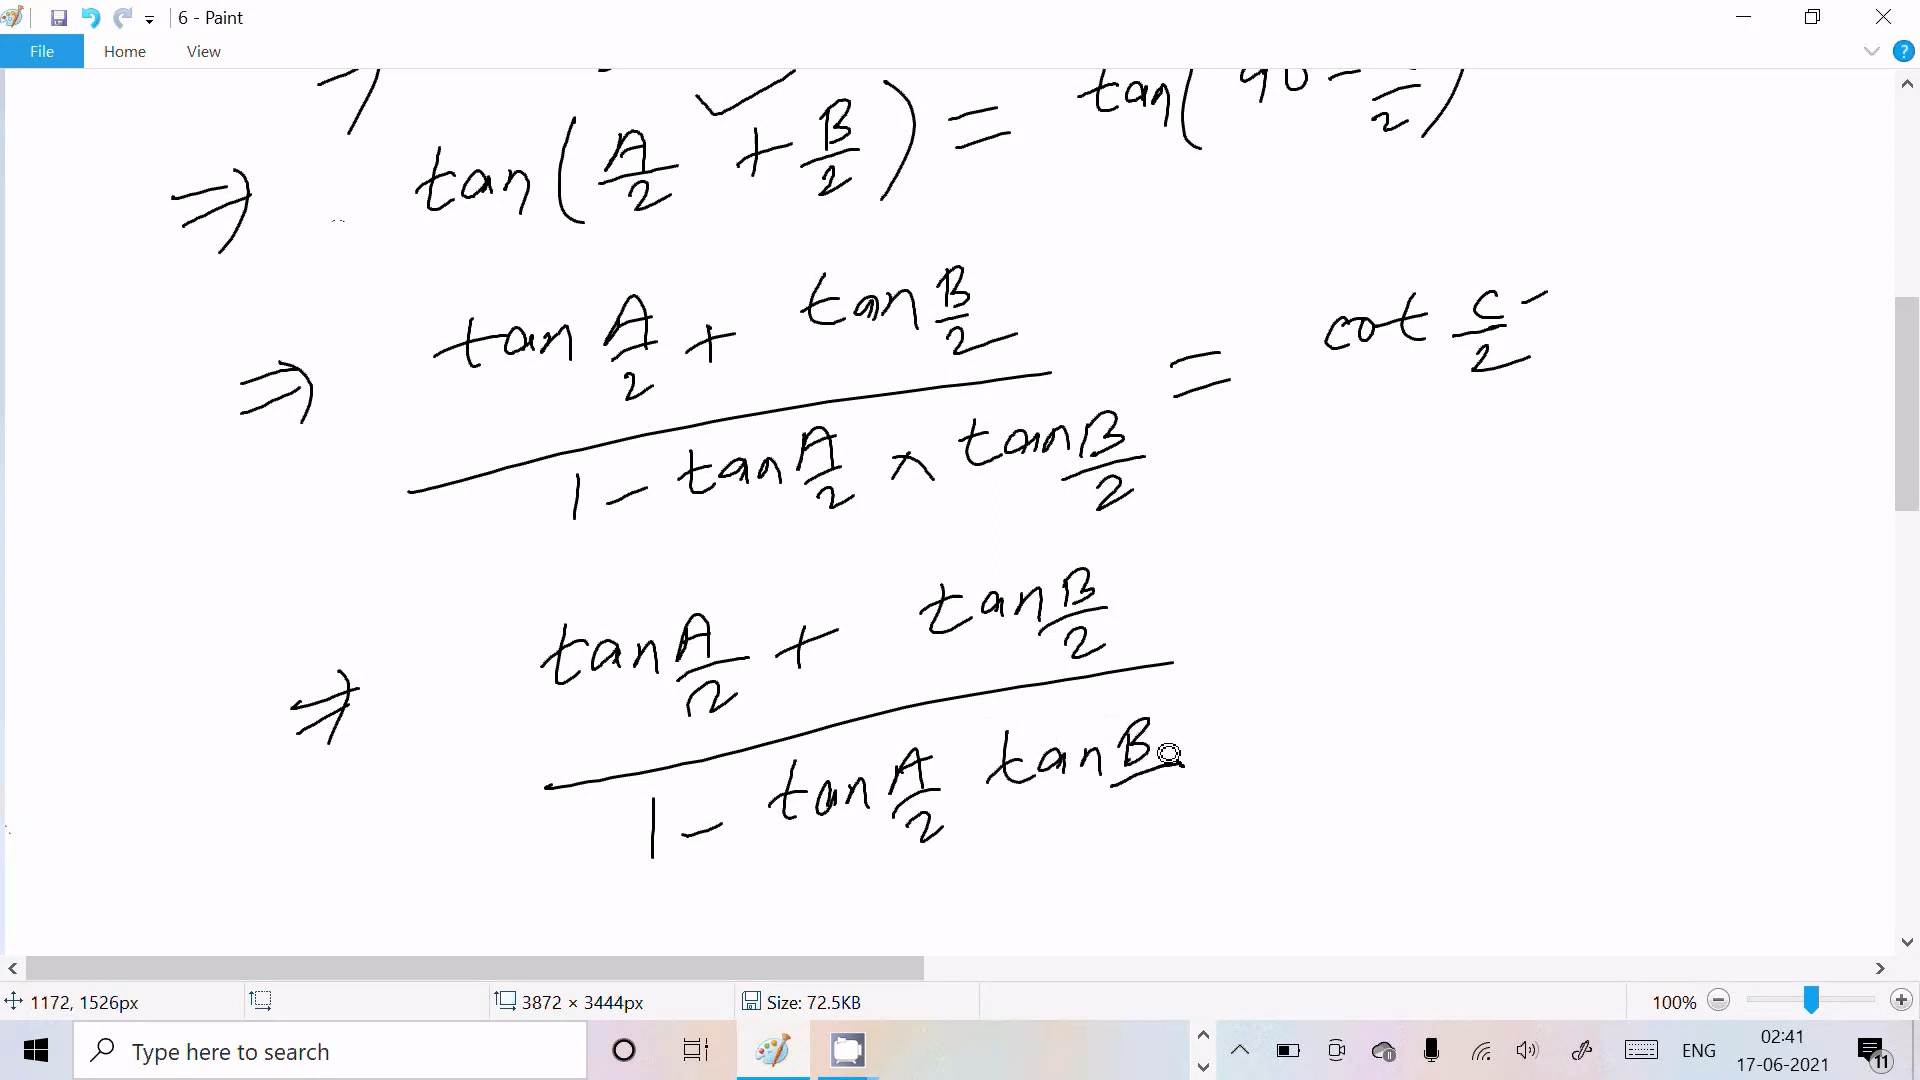 6 - Paint
File Home View
⇒ tan(A/2 + B/2) = tan(90 - /2)
⇒ (tan A/2 + tan B/2) / (1 - tan A/2 × tan B/2) = cot C/2
⇒ (tan A/2 + tan B/2) / (1 - tan A/2 tan B
1172, 1526px 3872 × 3444px Size: 72.5KB 100%
Type here to search ENG 02:41
17-06-2021 11